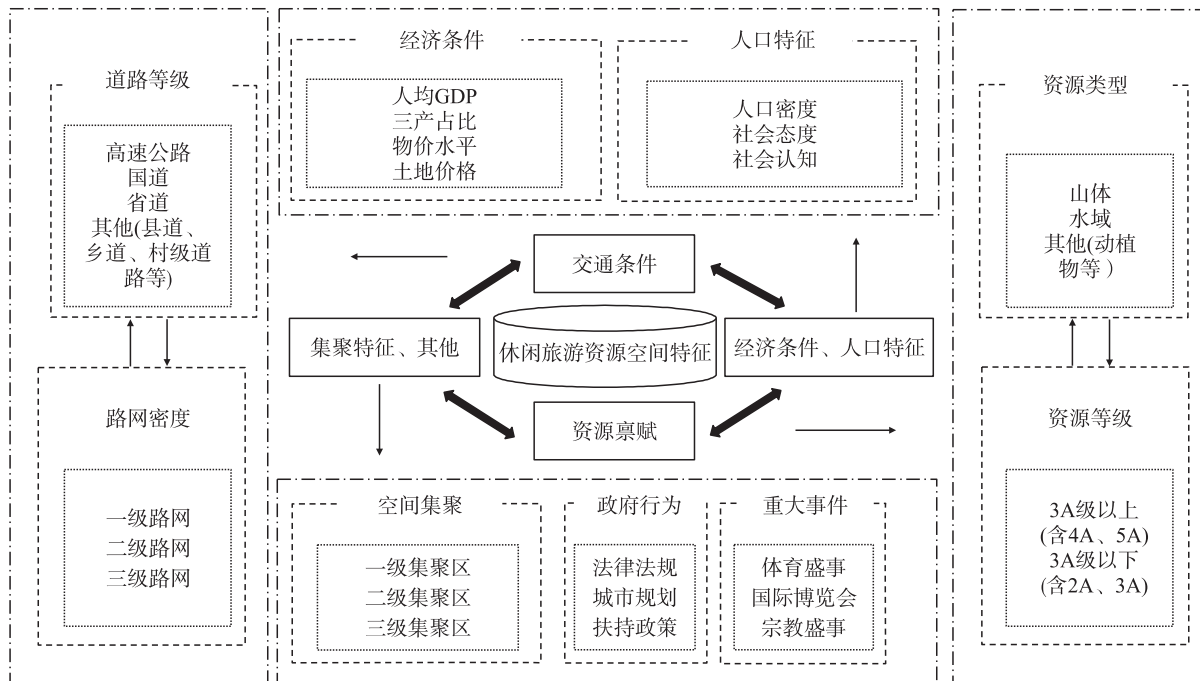 道路等级
高速公路
国道
省道
其他(县道、
乡道、村级道
路等)
路网密度
一级路网
二级路网
三级路网
经济条件
人均GDP
三产占比
物价水平
土地价格
人口特征
人口密度
社会态度
社会认知
交通条件
集聚特征、其他
休闲旅游资源空间特征
经济条件、人口特征
资源禀赋
空间集聚
一级集聚区
二级集聚区
三级集聚区
政府行为
法律法规
城市规划
扶持政策
重大事件
体育盛事
国际博览会
宗教盛事
资源类型
山体
水域
其他(动植
物等)
资源等级
3A级以上
(含4A、5A)
3A级以下
(含2A、3A)